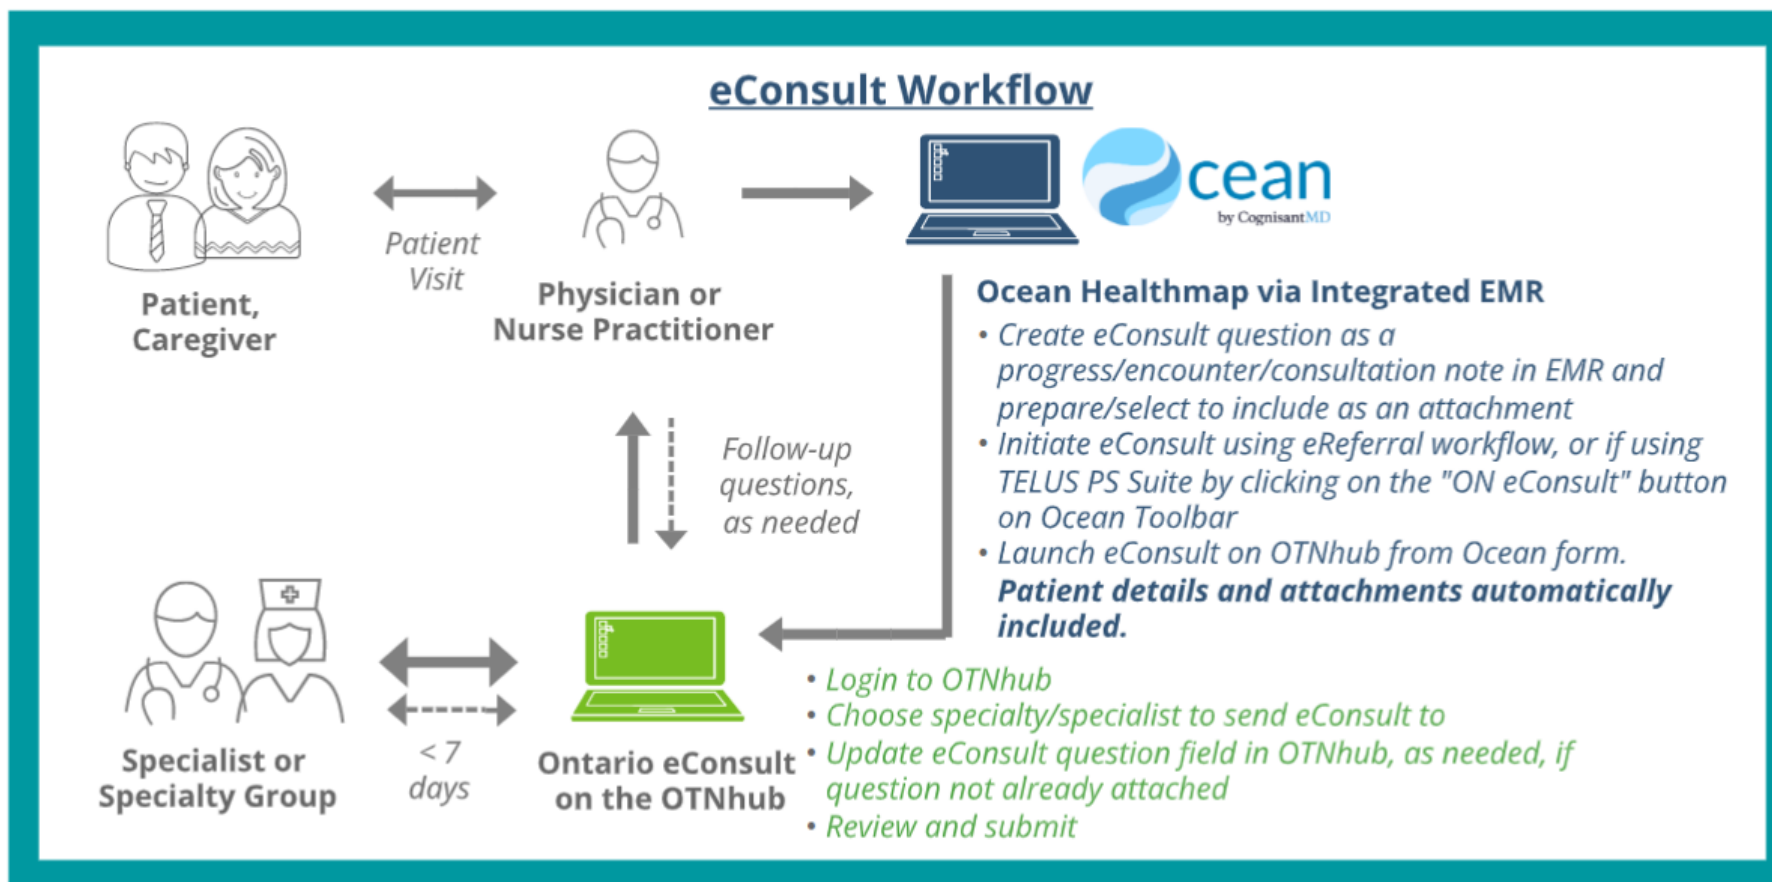 eConsult Workflow
Ocean
by CognisantMD
Patient
Visit
Patient,
Caregiver
Physician or
Nurse Practitioner
Ocean Healthmap via Integrated EMR
• Create eConsult question as a
progress/encounter/consultation note in EMR and
prepare/select to include as an attachment
• Initiate eConsult using eReferral workflow, or if using
TELUS PS Suite by clicking on the "ON eConsult" button
on Ocean Toolbar
• Launch eConsult on OTNhub from Ocean form.
Patient details and attachments automatically
included.
Follow-up
questions,
as needed
Specialist or
Specialty Group
< 7
days
Ontario eConsult
on the OTNhub
• Login to OTNhub
• Choose specialty/specialist to send eConsult to
• Update eConsult question field in OTNhub, as needed, if
question not already attached
• Review and submit